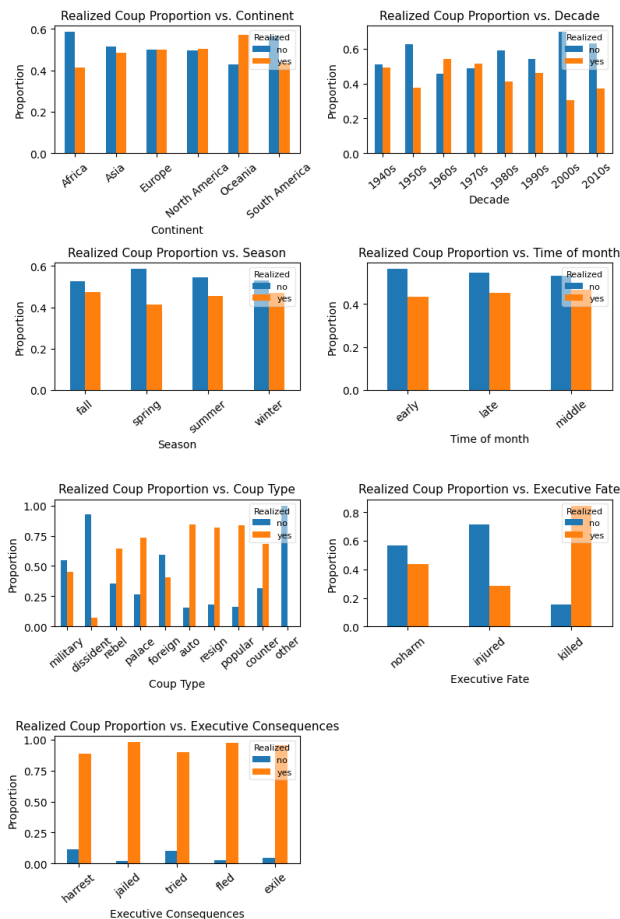 Realized Coup Proportion vs. Continent
Realized
no
yes
0.6
0.4
0.2
0.0
Proportion
Africa
Asia
Europe
North America
Oceania
South America
Continent
Realized Coup Proportion vs. Decade
Realized
no
yes
0.6
0.4
0.2
0.0
Proportion
1940s
1950s
1960s
1970s
1980s
1990s
2000s
2010s
Decade
Realized Coup Proportion vs. Season
Realized
no
yes
0.6
0.4
0.2
0.0
Proportion
fall
spring
summer
winter
Season
Realized Coup Proportion vs. Time of month
Realized
no
yes
0.4
0.2
0.0
Proportion
early
late
middle
Time of month
Realized Coup Proportion vs. Coup Type
Realized
no
yes
1.00
0.75
0.50
0.25
0.00
Proportion
military
dissident
rebel
palace
foreign
auto
resign
popular
counter
other
Coup Type
Realized Coup Proportion vs. Executive Fate
Realized
no
yes
0.8
0.6
0.4
0.2
0.0
Proportion
noharm
injured
killed
Executive Fate
Realized Coup Proportion vs. Executive Consequences
Realized
no
yes
1.00
0.75
0.50
0.25
0.00
Proportion
harrest
jailed
tried
fled
exile
Executive Consequences